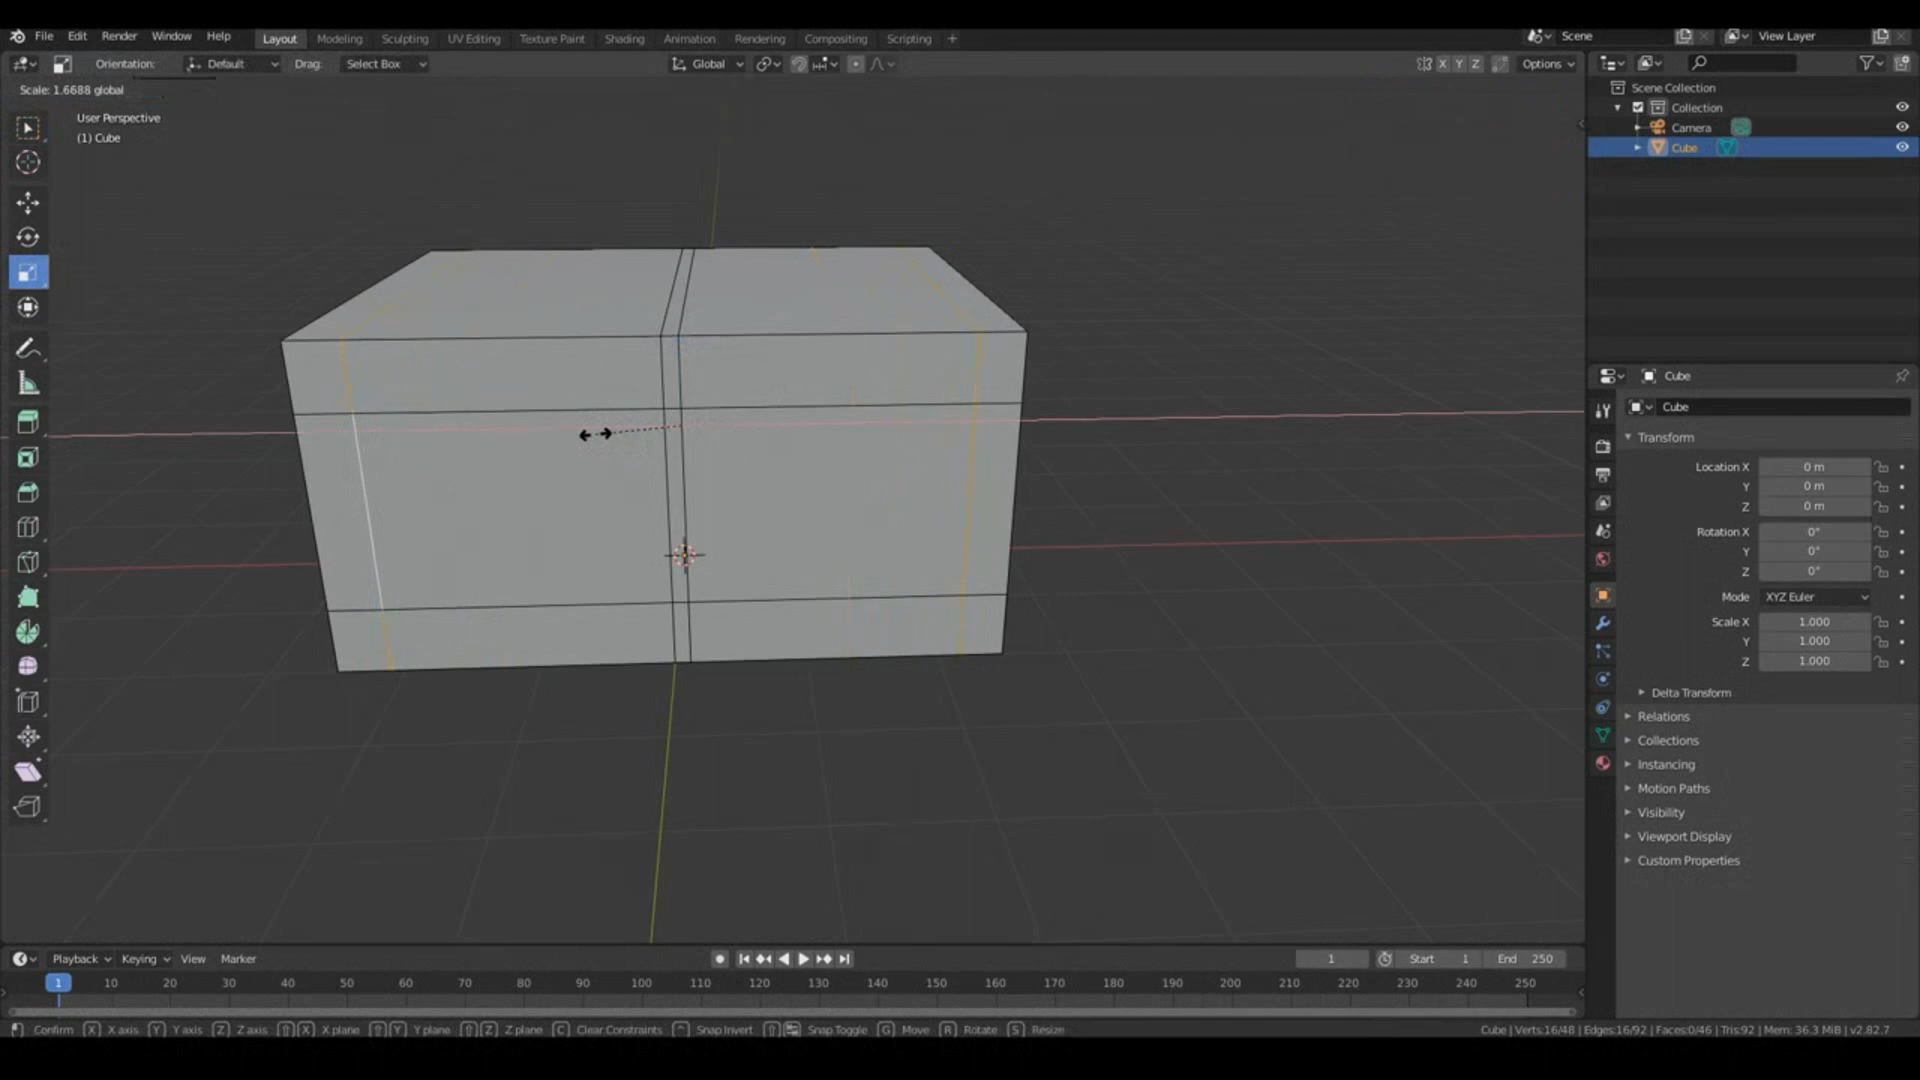 File Edit Render Window Help Layout Modeling Sculpting UV Editing Texture Paint Shading Animation Rendering Compositing Scripting + Scene View Layer
Orientation: Default Drag: Select Box Global X Y Z Options
Scale: 1.6688 global
User Perspective
(1) Cube
Scene Collection
Collection
Camera
Cube
Cube
Cube
Transform
Location X 0 m
Y 0 m
Z 0 m
Rotation X 0°
Y 0°
Z 0°
Mode XYZ Euler
Scale X 1.000
Y 1.000
Z 1.000
Delta Transform
Relations
Collections
Instancing
Motion Paths
Visibility
Viewport Display
Custom Properties
Playback Keying View Marker 1 Start 1 End 250
1 10 20 30 40 50 60 70 80 90 100 110 120 130 140 150 160 170 180 190 200 210 220 230 240 250
Confirm X X axis Y Y axis Z Z axis X X plane Y Y plane Z Z plane C Clear Constraints Snap Invert Snap Toggle G Move R Rotate S Resize Cube | Verts:16/48 | Edges:16/92 | Faces:0/46 | Tris:92 | Mem: 36.3 MiB | v2.82.7